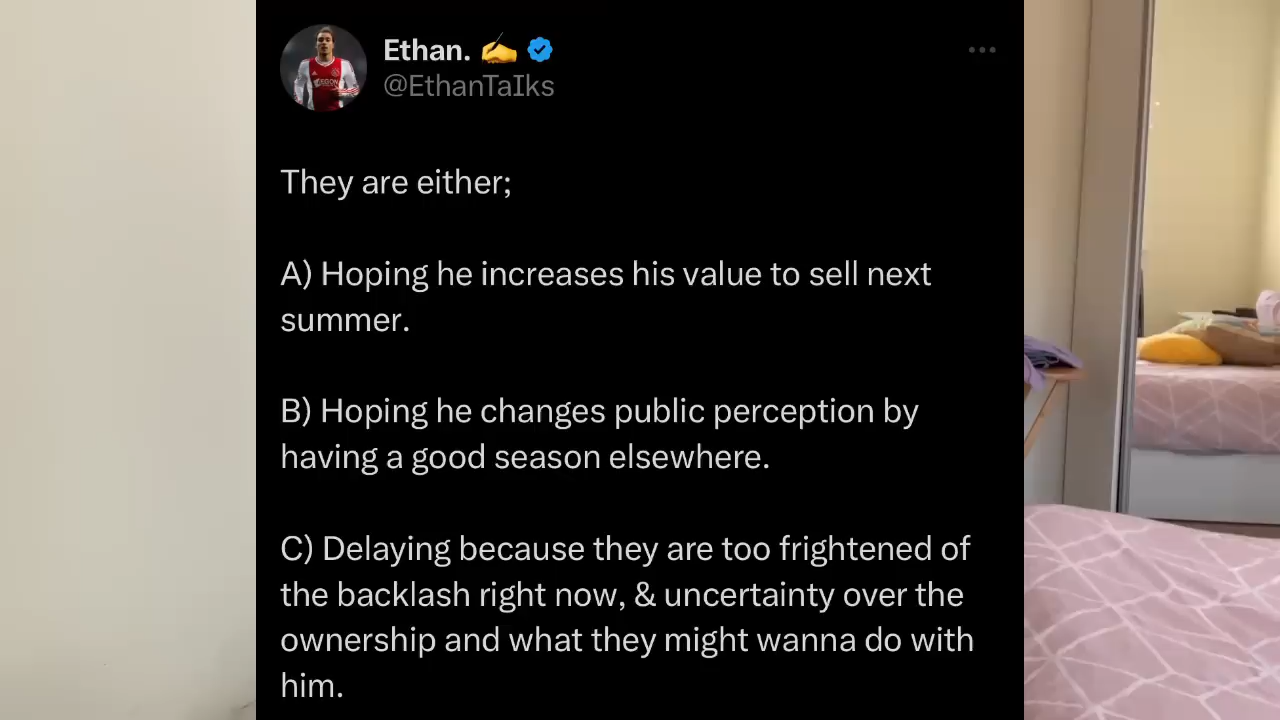 Ethan. ✍️
@EthanTaIks
They are either;
A) Hoping he increases his value to sell next
summer.
B) Hoping he changes public perception by
having a good season elsewhere.
C) Delaying because they are too frightened of
the backlash right now, & uncertainty over the
ownership and what they might wanna do with
him.